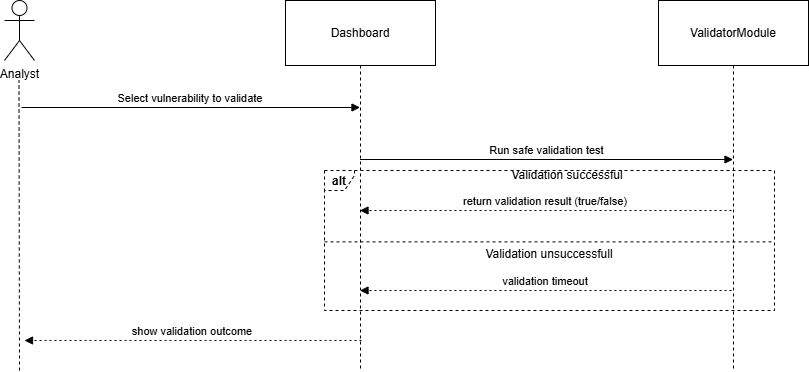 Dashboard
ValidatorModule
Analyst
Select vulnerability to validate
Run safe validation test
alt
Validation successful
return validation result (true/false)
Validation unsuccessfull
validation timeout
show validation outcome